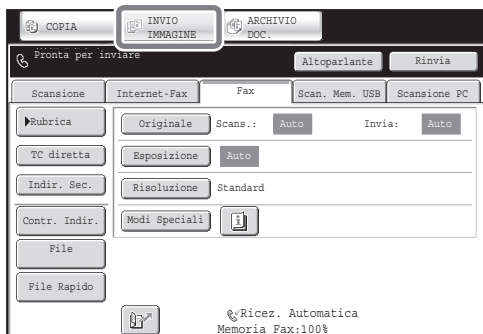 COPIA
INVIO
IMMAGINE
ARCHIVIO
DOC.
Pronta per inviare
Altoparlante
Rinvia
Scansione
Internet-Fax
Fax
Scan. Mem. USB
Scansione PC
Rubrica
Originale Scans.: Auto Invia: Auto
TC diretta
Esposizione Auto
Indir. Sec.
Risoluzione Standard
Contr. Indir.
Modi Speciali
File
File Rapido
Ricez. Automatica
Memoria Fax:100%